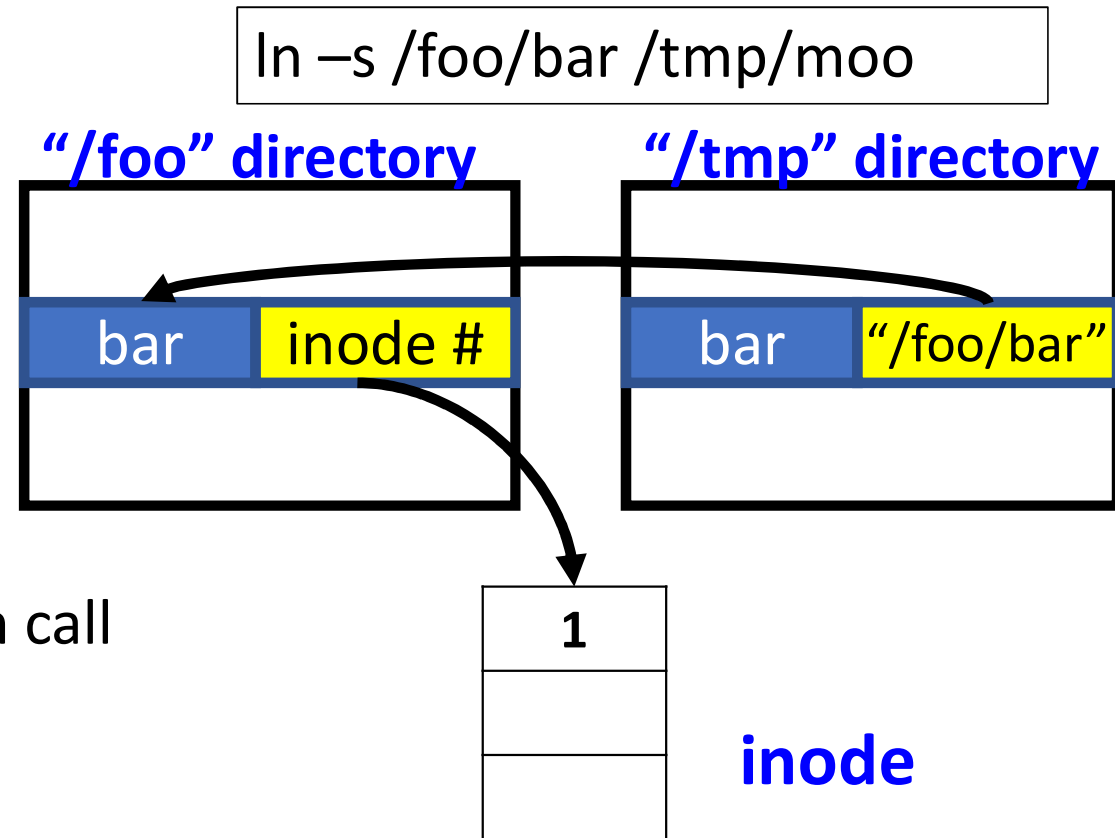 ln –s /foo/bar /tmp/moo
“/foo” directory “/tmp” directory
bar inode # bar “/foo/bar”
call
1
inode